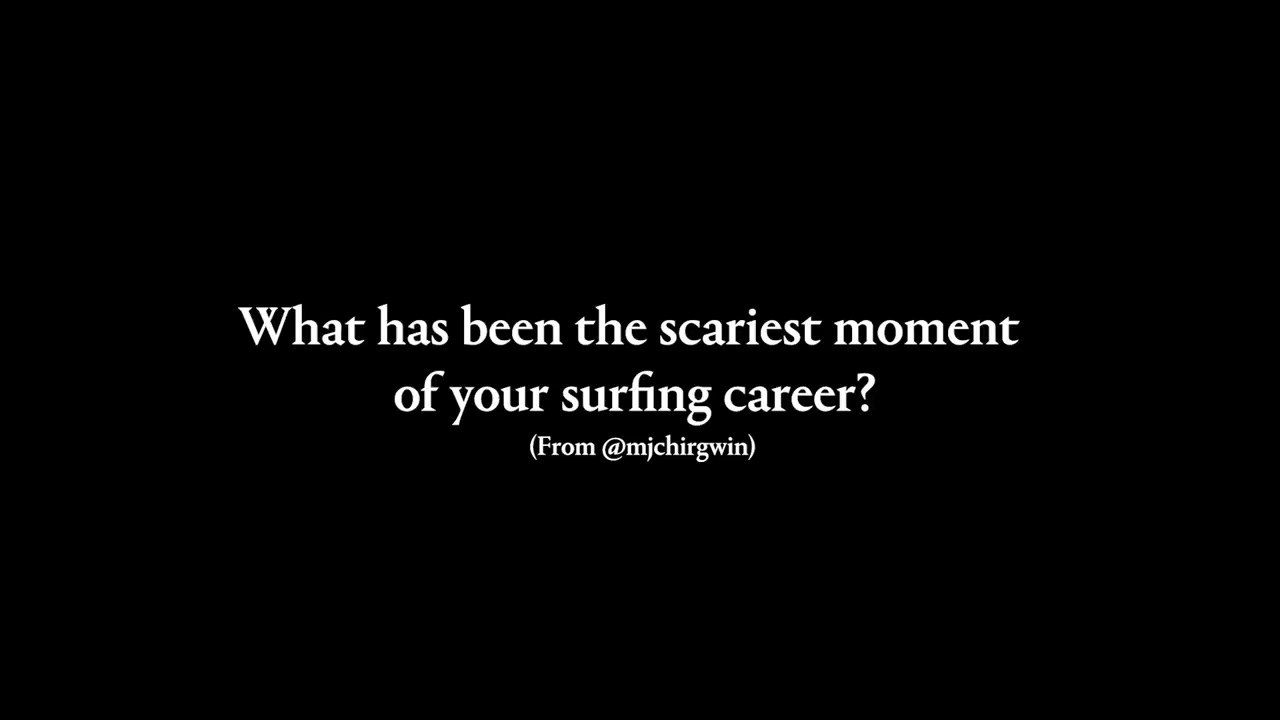 What has been the scariest moment
of your surfing career?
(From @mjchirgwin)